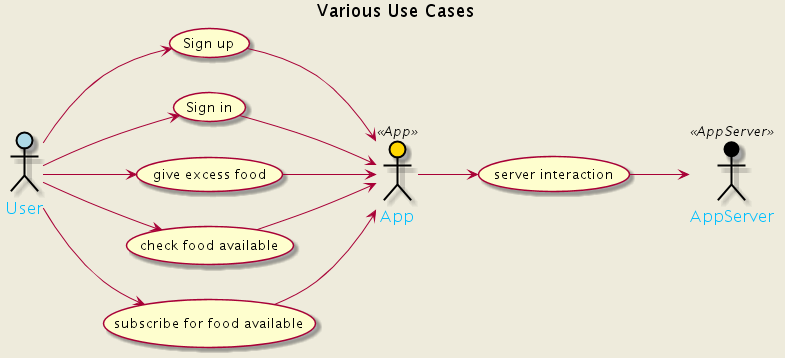 Various Use Cases
Sign up
Sign in
«App»
«AppServer»
give excess food
server interaction
User
App
AppServer
check food available
subscribe for food available